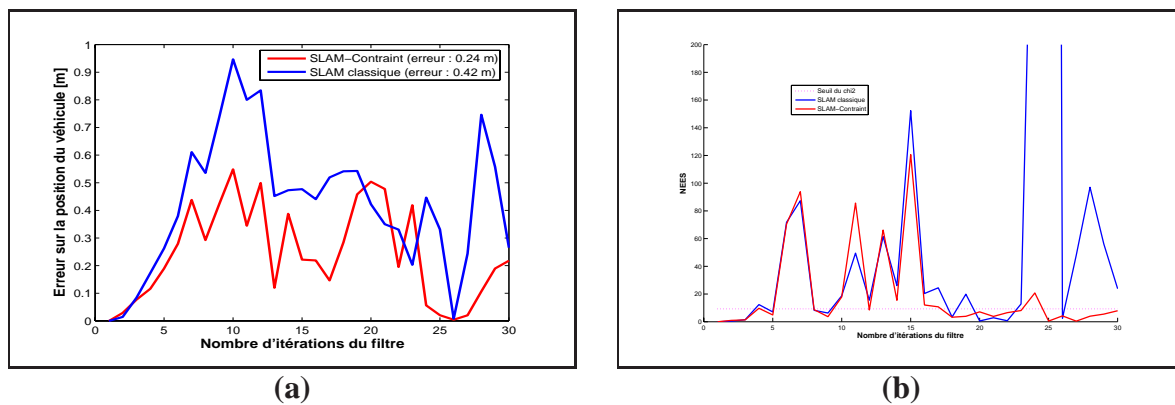 1
0.9
0.8
0.7
0.6
0.5
0.4
0.3
0.2
0.1
0
Erreur sur la position du véhicule [m]
SLAM−Contraint (erreur : 0.24 m)
SLAM classique (erreur : 0.42 m)
0 5 10 15 20 25 30
Nombre d'itérations du filtre
(a)
200
180
160
140
120
100
80
60
40
20
0
NEES
Seuil du chi2
SLAM classique
SLAM−Contraint
0 5 10 15 20 25 30
Nombre d'itérations du filtre
(b)